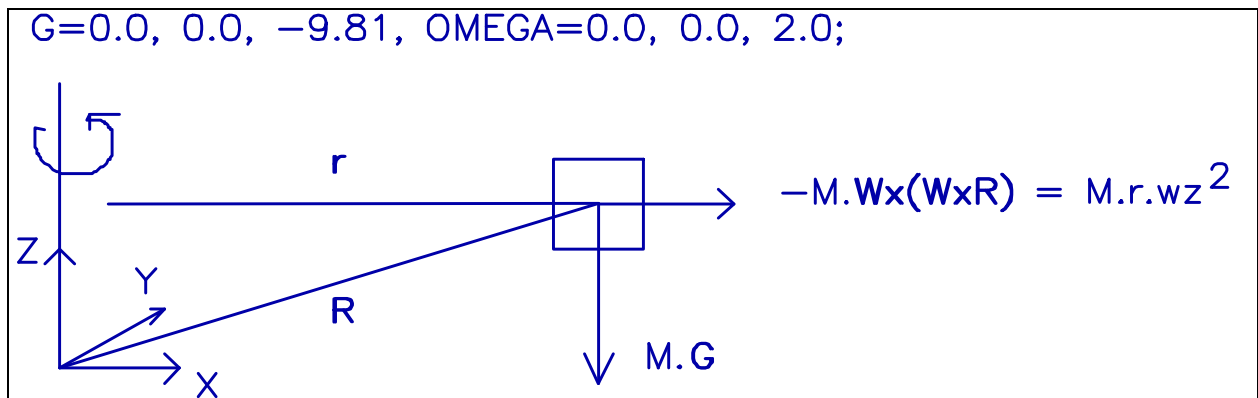 G=0.0, 0.0, −9.81, OMEGA=0.0, 0.0, 2.0;
r
−M.Wx(WxR) = M.r.wz²
Z
Y
R
M.G
X